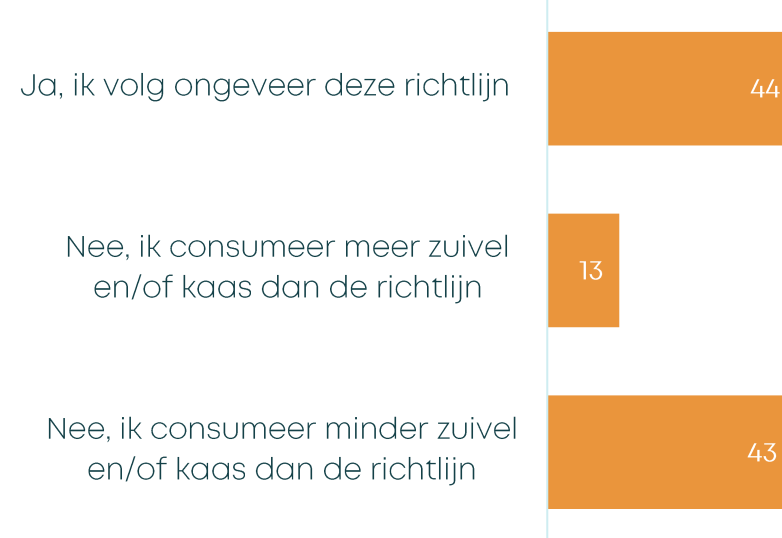 Ja, ik volg ongeveer deze richtlijn
44
Nee, ik consumeer meer zuivel
en/of kaas dan de richtlijn
13
Nee, ik consumeer minder zuivel
en/of kaas dan de richtlijn
43